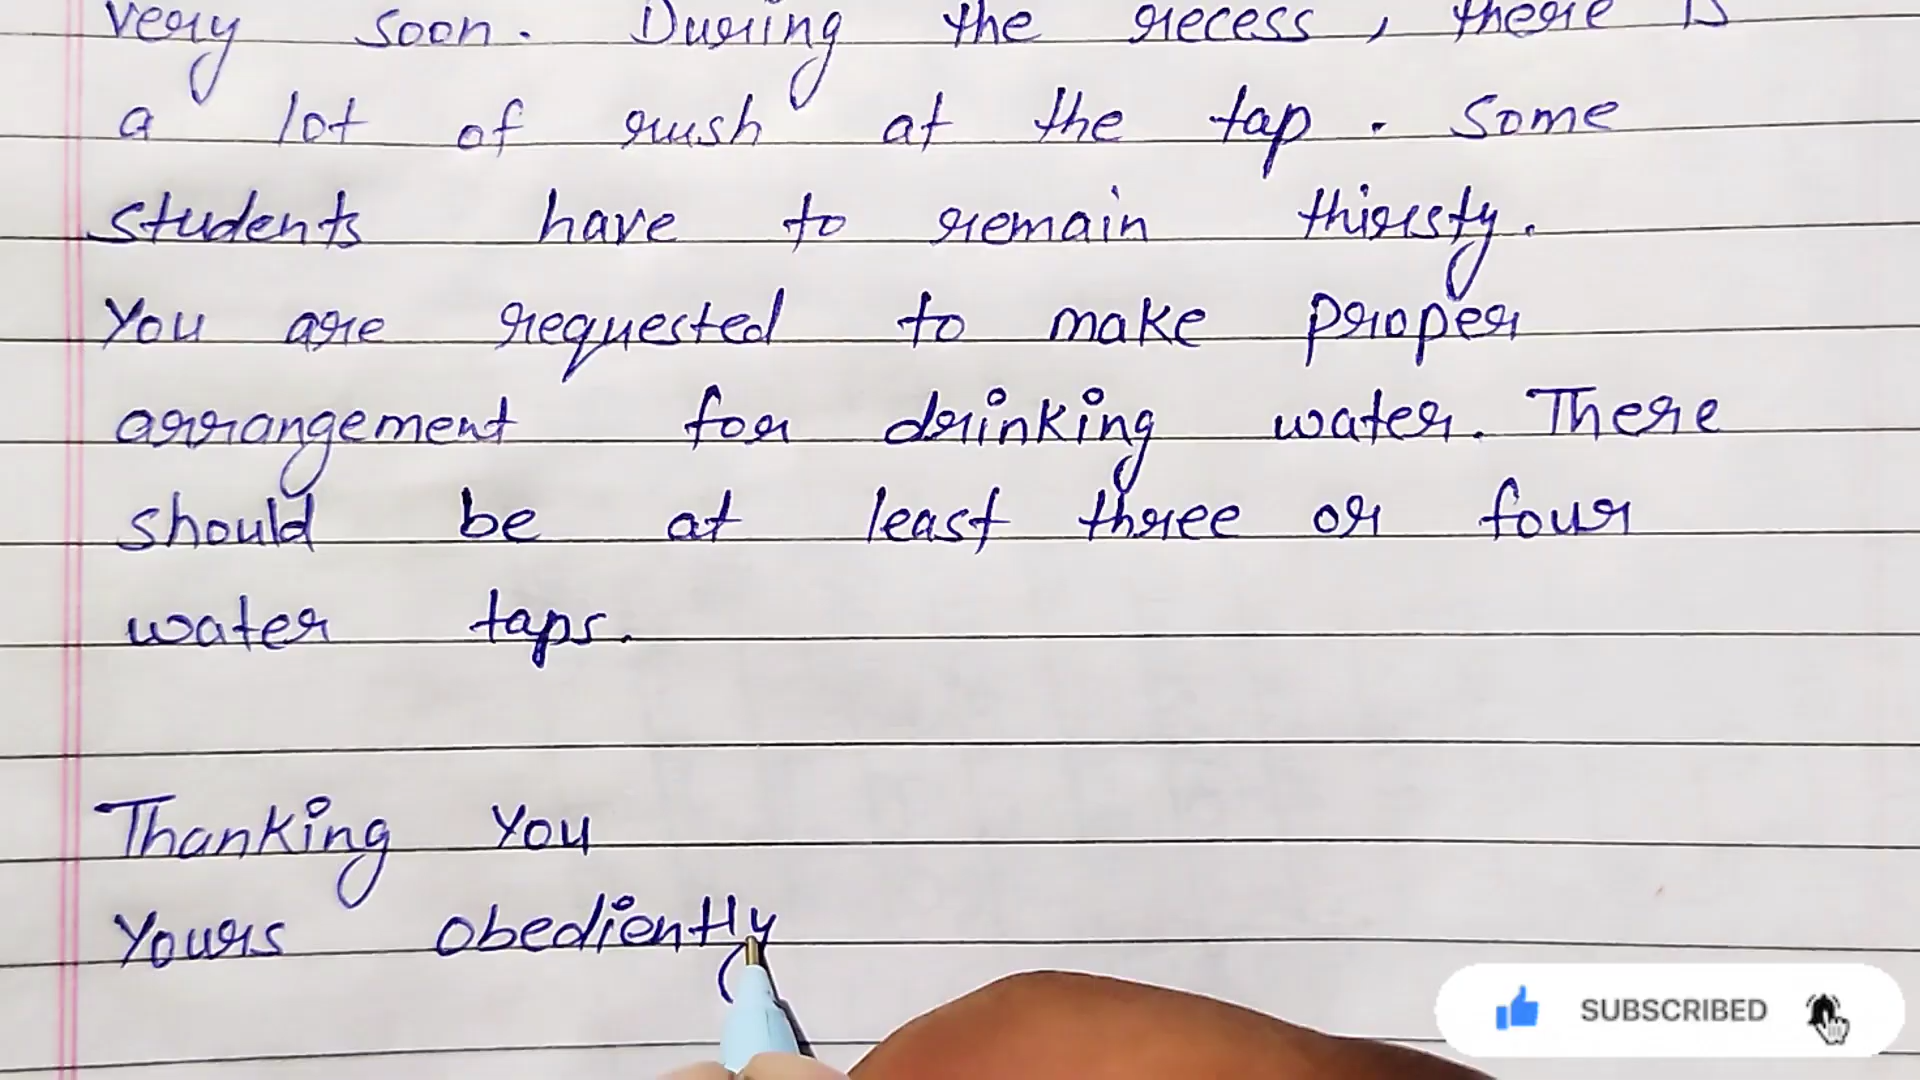 very soon. During the recess, there is
a lot of rush at the tap. Some
students have to remain thirsty.
You are requested to make proper
arrangement for drinking water. There
should be at least three or four
water taps.
Thanking you
Yours obediently
SUBSCRIBED